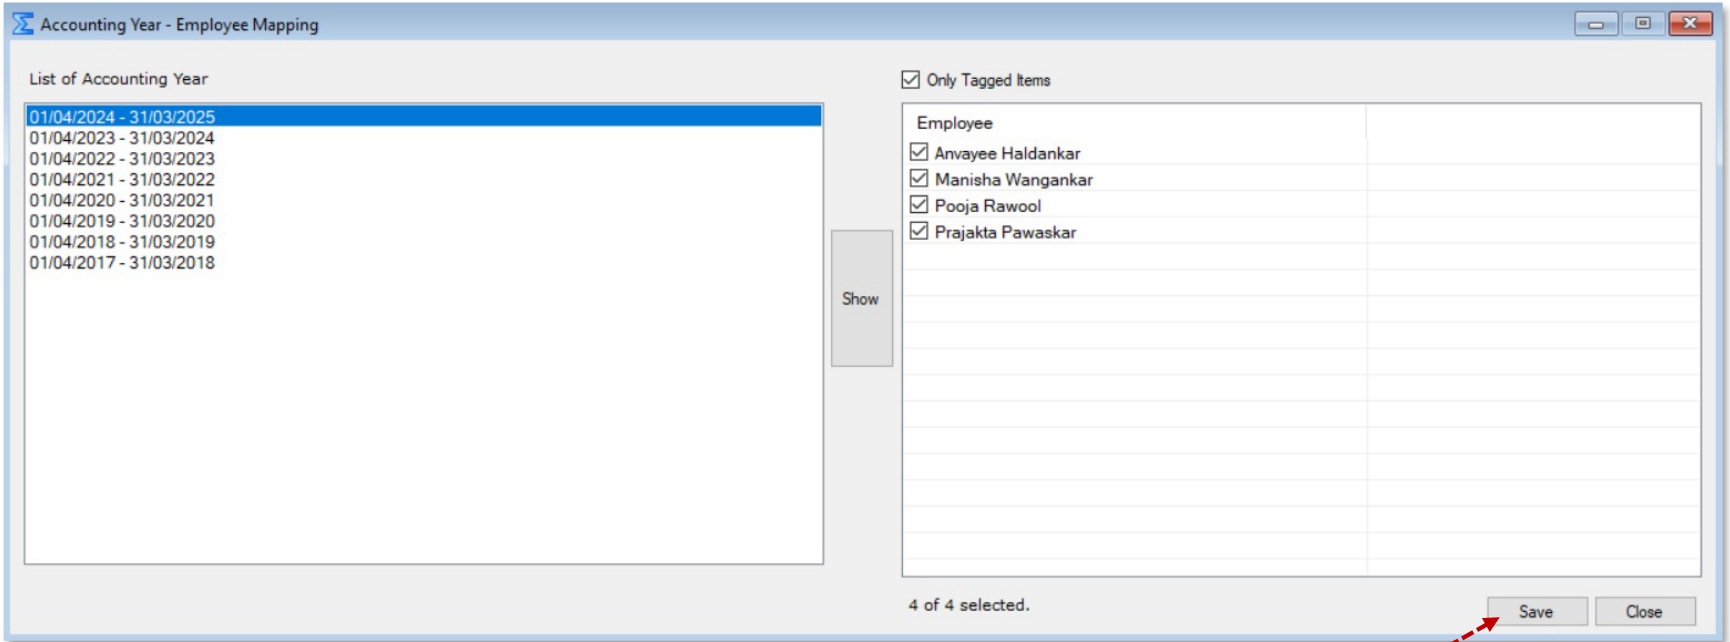 Accounting Year - Employee Mapping
List of Accounting Year
Only Tagged Items
01/04/2024 - 31/03/2025
01/04/2023 - 31/03/2024
01/04/2022 - 31/03/2023
01/04/2021 - 31/03/2022
01/04/2020 - 31/03/2021
01/04/2019 - 31/03/2020
01/04/2018 - 31/03/2019
01/04/2017 - 31/03/2018
Show
Employee
Anvayee Haldankar
Manisha Wangankar
Pooja Rawool
Prajakta Pawaskar
4 of 4 selected.
Save
Close